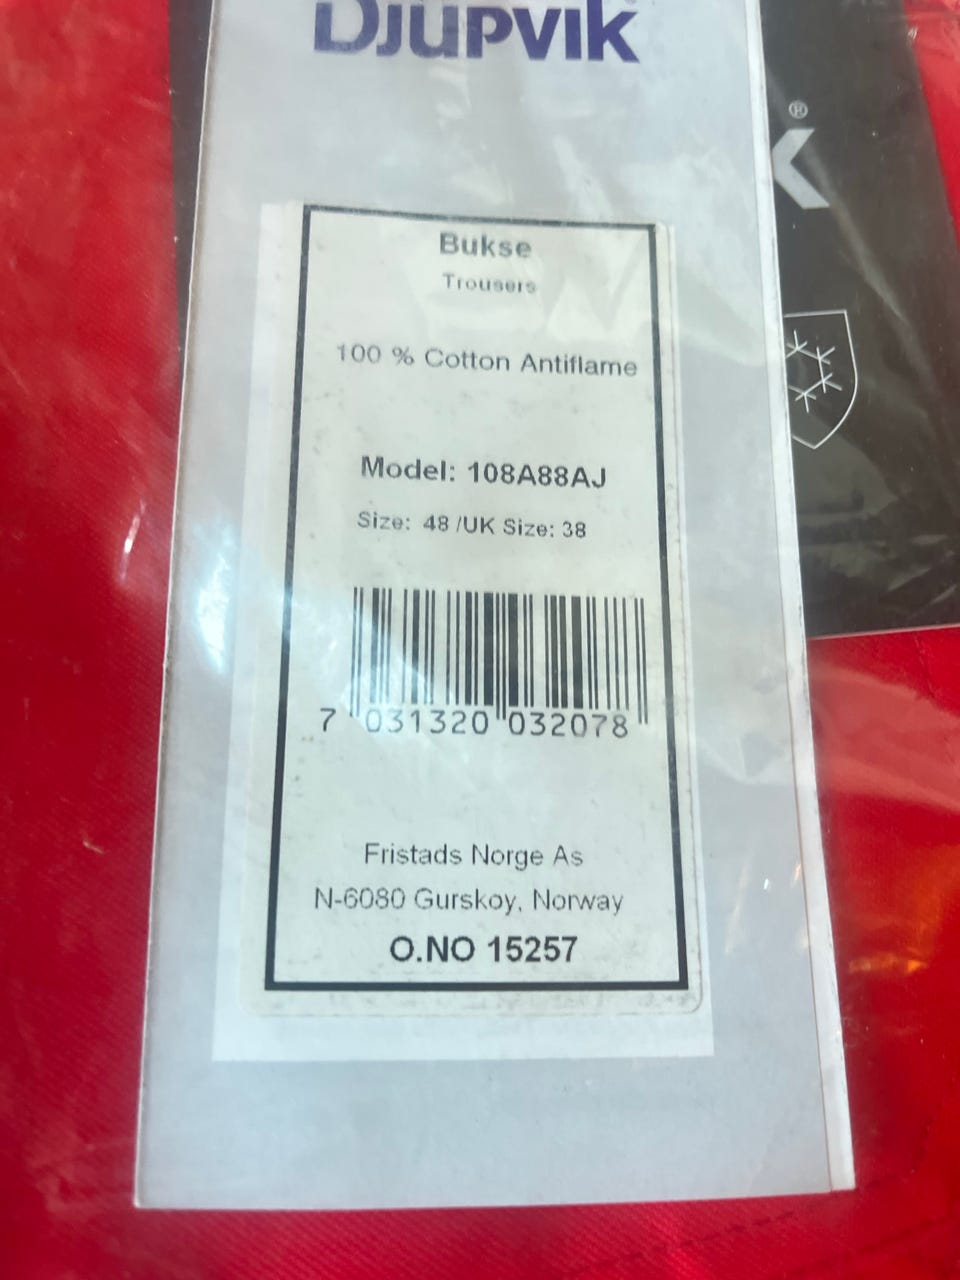 Djupvik
®
Bukse
Trousers
100 % Cotton Antiflame
Model: 108A88AJ
Size: 48 /UK Size: 38
7 031320 032078
Fristads Norge As
N-6080 Gurskoy, Norway
O.NO 15257